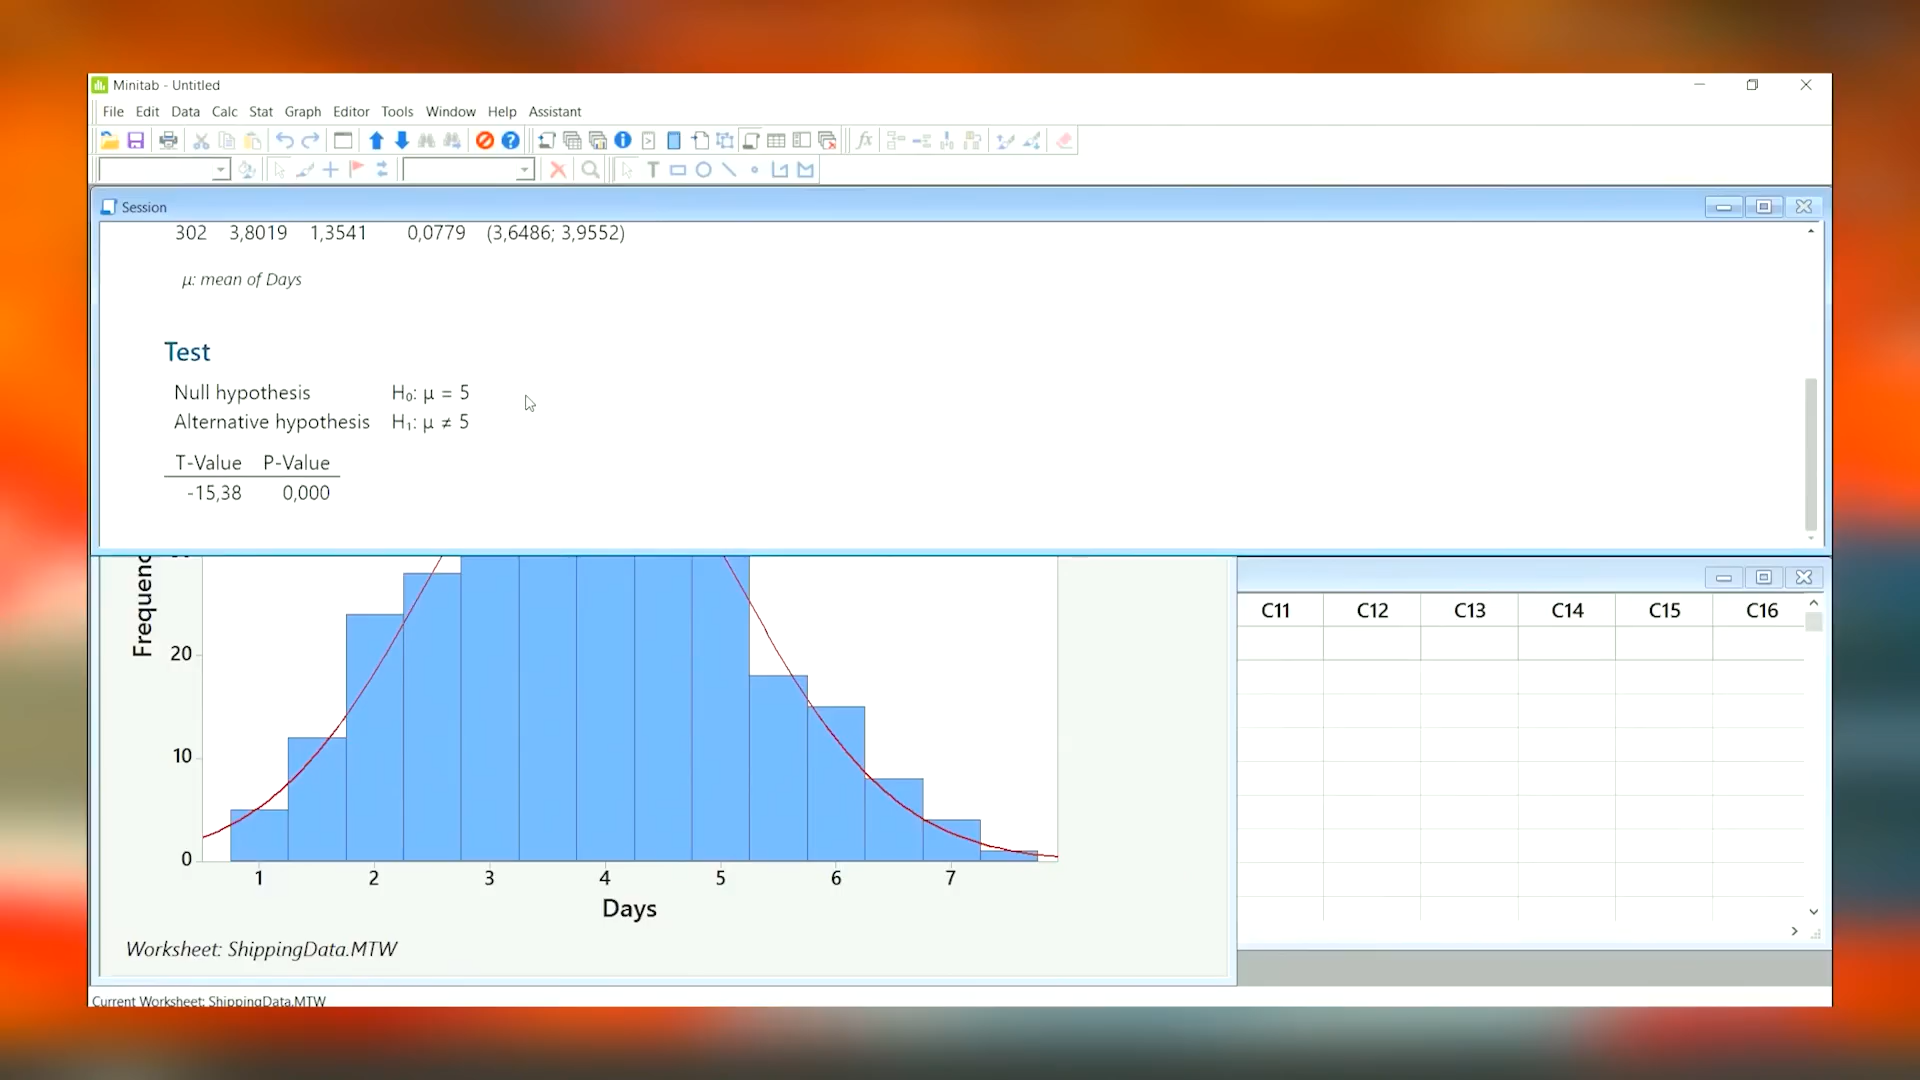 Minitab - Untitled
File Edit Data Calc Stat Graph Editor Tools Window Help Assistant
Session
302 3,8019 1,3541 0,0779 (3,6486; 3,9552)
μ: mean of Days
Test
Null hypothesis H₀: μ = 5
Alternative hypothesis H₁: μ ≠ 5
T-Value P-Value
-15,38 0,000
Frequenc
20
10
0
1 2 3 4 5 6 7
Days
Worksheet: ShippingData.MTW
C11 C12 C13 C14 C15 C16
Current Worksheet: ShippingData.MTW